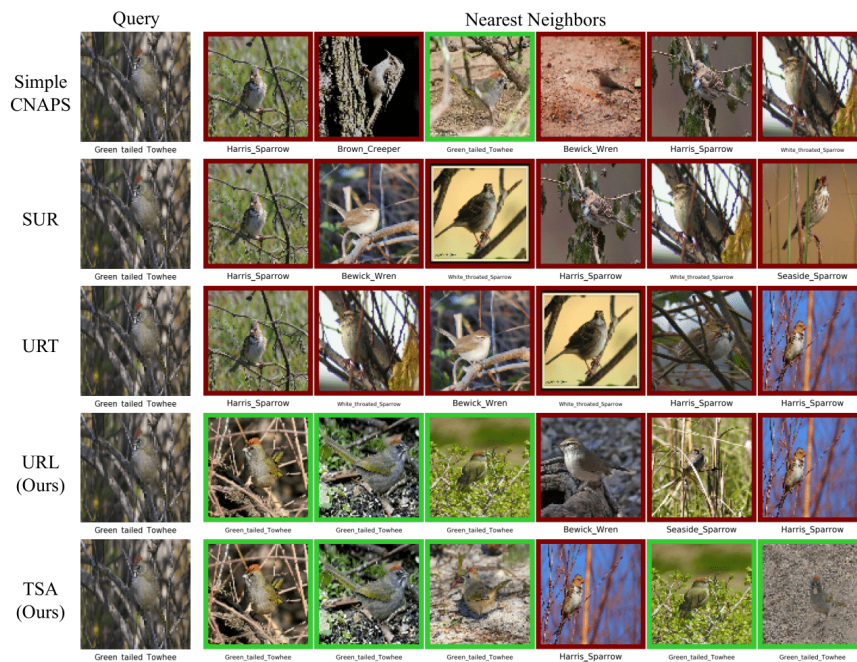 Query
Nearest Neighbors
Simple
CNAPS
Green tailed Towhee
Harris_Sparrow
Brown_Creeper
Green_tailed_Towhee
Bewick_Wren
Harris_Sparrow
White_throated_Sparrow
SUR
Green tailed Towhee
Harris_Sparrow
Bewick_Wren
White_throated_Sparrow
Harris_Sparrow
White_throated_Sparrow
Seaside_Sparrow
URT
Green tailed Towhee
Harris_Sparrow
White_throated_Sparrow
Bewick_Wren
White_throated_Sparrow
Harris_Sparrow
Harris_Sparrow
URL
(Ours)
Green tailed Towhee
Green_tailed_Towhee
Green_tailed_Towhee
Green_tailed_Towhee
Bewick_Wren
Seaside_Sparrow
Harris_Sparrow
TSA
(Ours)
Green tailed Towhee
Green_tailed_Towhee
Green_tailed_Towhee
Green_tailed_Towhee
Harris_Sparrow
Green_tailed_Towhee
Green_tailed_Towhee